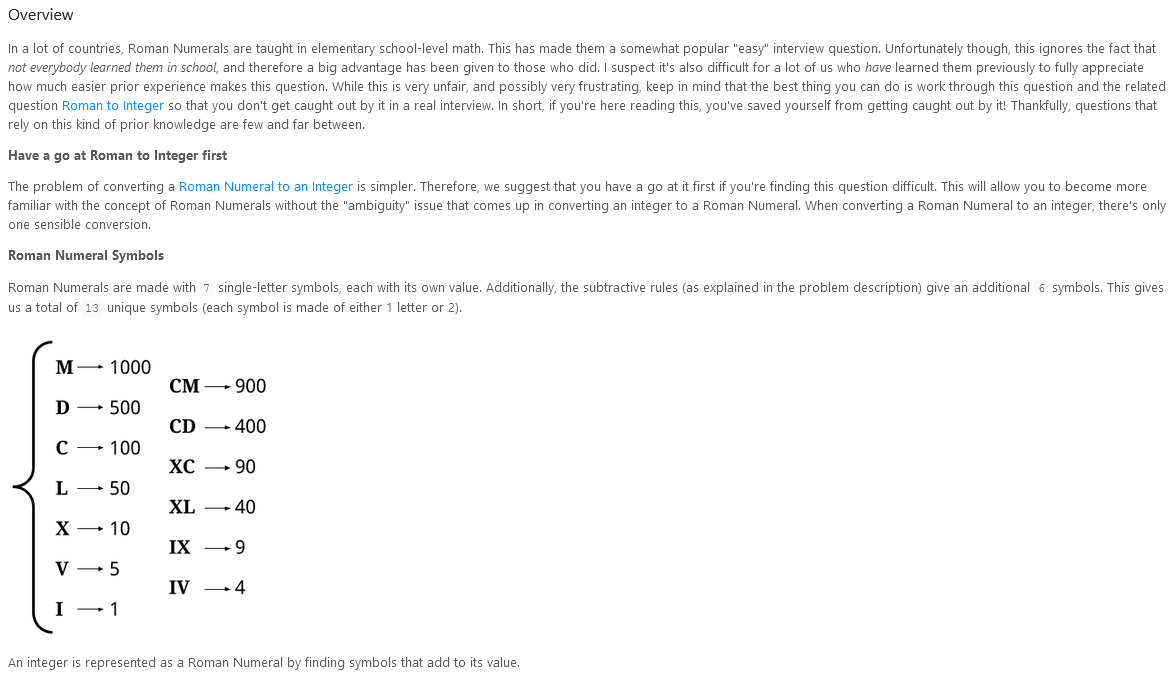 Overview
In a lot of countries, Roman Numerals are taught in elementary school-level math. This has made them a somewhat popular "easy" interview question. Unfortunately though, this ignores the fact that
not everybody learned them in school, and therefore a big advantage has been given to those who did. I suspect it's also difficult for a lot of us who have learned them previously to fully appreciate
how much easier prior experience makes this question. While this is very unfair, and possibly very frustrating, keep in mind that the best thing you can do is work through this question and the related
question Roman to Integer so that you don't get caught out by it in a real interview. In short, if you're here reading this, you've saved yourself from getting caught out by it! Thankfully, questions that
rely on this kind of prior knowledge are few and far between.
Have a go at Roman to Integer first
The problem of converting a Roman Numeral to an Integer is simpler. Therefore, we suggest that you have a go at it first if you're finding this question difficult. This will allow you to become more
familiar with the concept of Roman Numerals without the "ambiguity" issue that comes up in converting an integer to a Roman Numeral. When converting a Roman Numeral to an integer, there's only
one sensible conversion.
Roman Numeral Symbols
Roman Numerals are made with 7 single-letter symbols, each with its own value. Additionally, the subtractive rules (as explained in the problem description) give an additional 6 symbols. This gives
us a total of 13 unique symbols (each symbol is made of either 1 letter or 2).
M → 1000
CM → 900
D → 500
CD → 400
C → 100
XC → 90
L → 50
XL → 40
X → 10
IX → 9
V → 5
IV → 4
I → 1
An integer is represented as a Roman Numeral by finding symbols that add to its value.